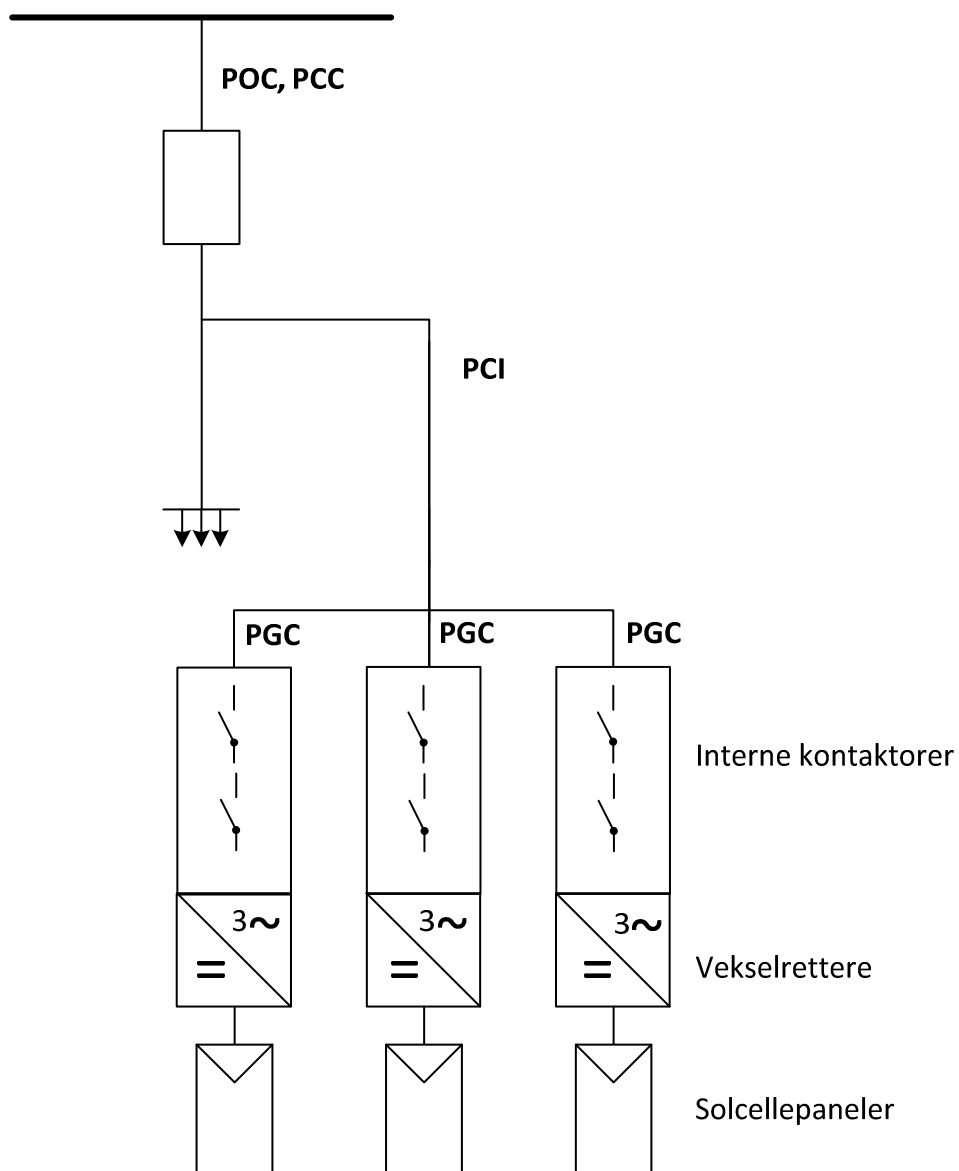 POC, PCC
PCI
PGC
PGC
PGC
Interne kontaktorer
3~
=
3~
=
3~
=
Vekselrettere
Solcellepaneler